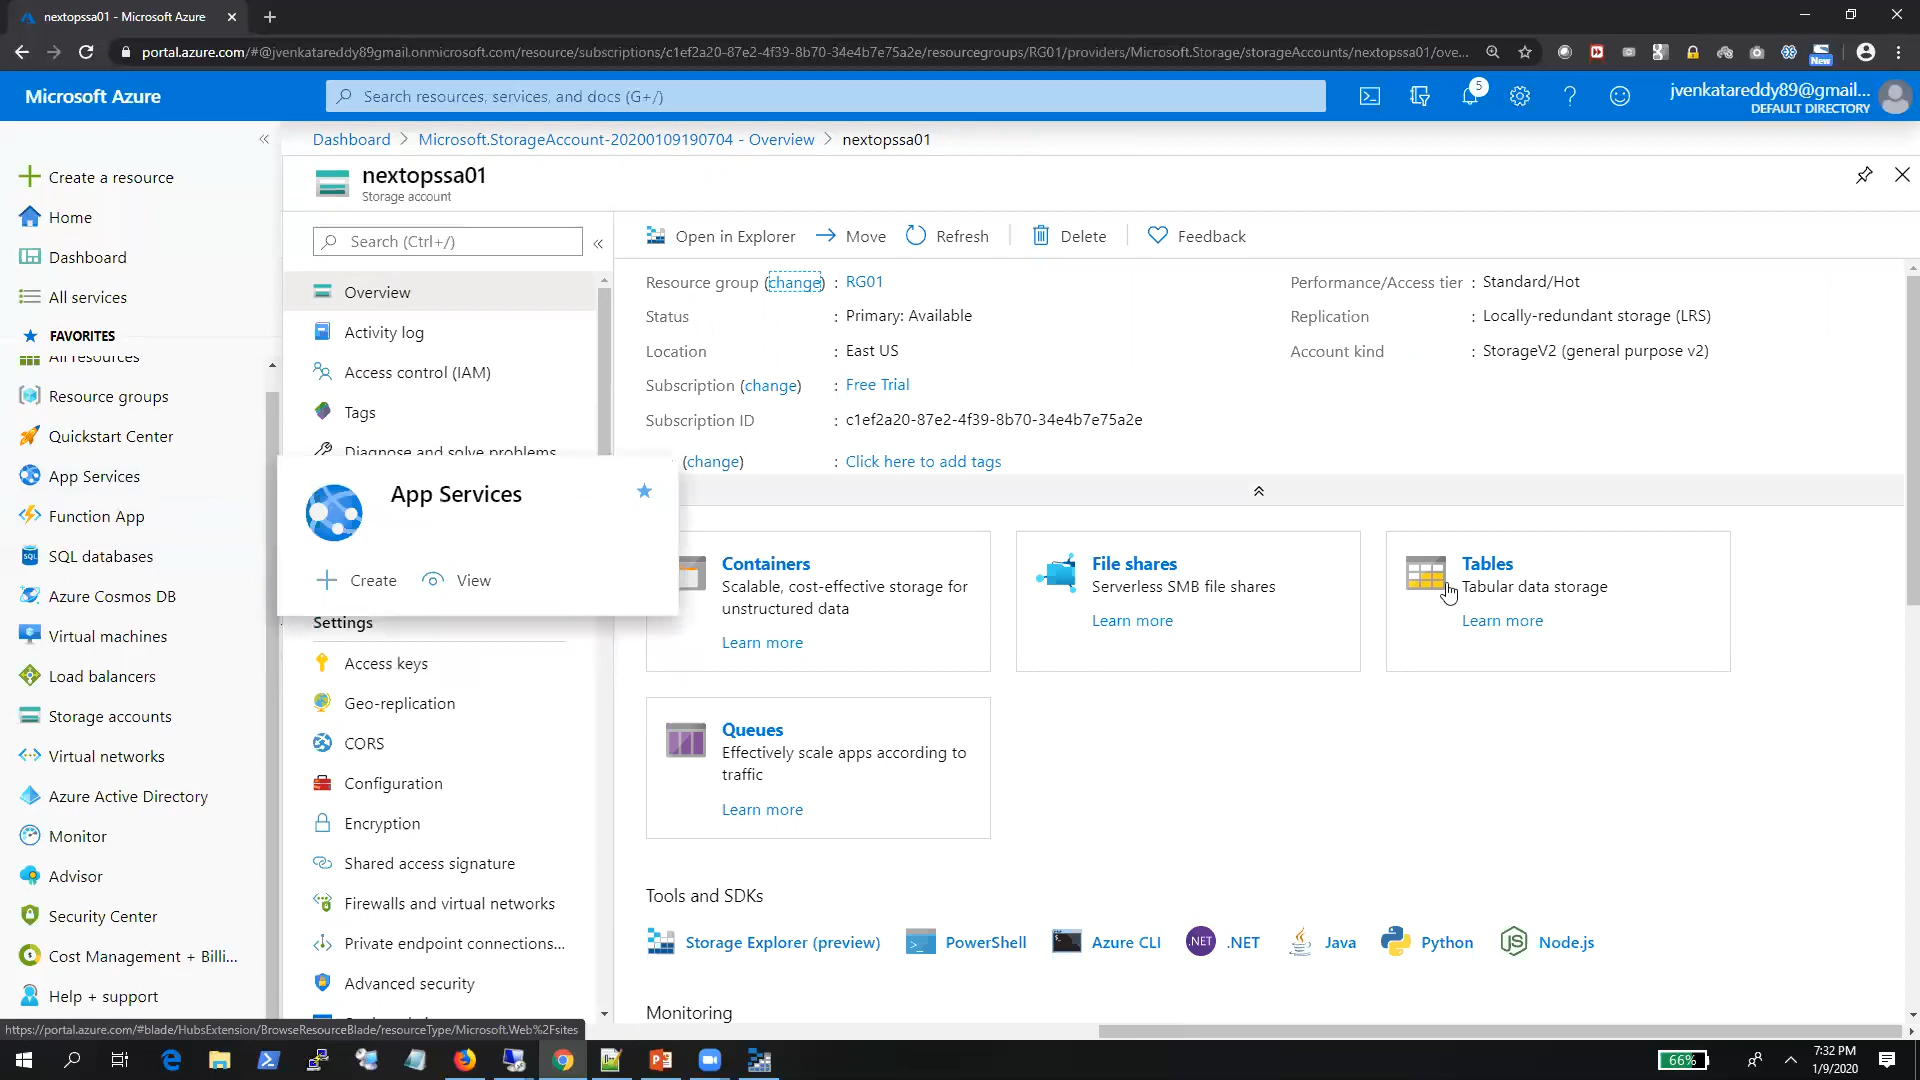 nextopssa01 - Microsoft Azure
portal.azure.com/#@jvenkatareddy89gmail.onmicrosoft.com/resource/subscriptions/c1ef2a20-87e2-4f39-8b70-34e4b7e75a2e/resourcegroups/RG01/providers/Microsoft.Storage/storageAccounts/nextopssa01/ove...
New
Microsoft Azure
Search resources, services, and docs (G+/)
5
jvenkatareddy89@gmail....
DEFAULT DIRECTORY
Dashboard > Microsoft.StorageAccount-20200109190704 - Overview > nextopssa01
Create a resource
Home
Dashboard
All services
FAVORITES
All resources
Resource groups
Quickstart Center
App Services
Function App
SQL databases
Azure Cosmos DB
Virtual machines
Load balancers
Storage accounts
Virtual networks
Azure Active Directory
Monitor
Advisor
Security Center
Cost Management + Billi...
Help + support
nextopssa01
Storage account
Search (Ctrl+/)
Overview
Activity log
Access control (IAM)
Tags
Diagnose and solve problems
App Services
Create
View
Settings
Access keys
Geo-replication
CORS
Configuration
Encryption
Shared access signature
Firewalls and virtual networks
Private endpoint connections...
Advanced security
Open in Explorer
Move
Refresh
Delete
Feedback
Resource group (change) : RG01
Status : Primary: Available
Location : East US
Subscription (change) : Free Trial
Subscription ID : c1ef2a20-87e2-4f39-8b70-34e4b7e75a2e
(change) : Click here to add tags
Performance/Access tier : Standard/Hot
Replication : Locally-redundant storage (LRS)
Account kind : StorageV2 (general purpose v2)
Containers
Scalable, cost-effective storage for
unstructured data
Learn more
File shares
Serverless SMB file shares
Learn more
Tables
Tabular data storage
Learn more
Queues
Effectively scale apps according to
traffic
Learn more
Tools and SDKs
Storage Explorer (preview)
PowerShell
Azure CLI
.NET
.NET
Java
Python
Node.js
Monitoring
https://portal.azure.com/#blade/HubsExtension/BrowseResourceBlade/resourceType/Microsoft.Web%2Fsites
66%
7:32 PM
1/9/2020